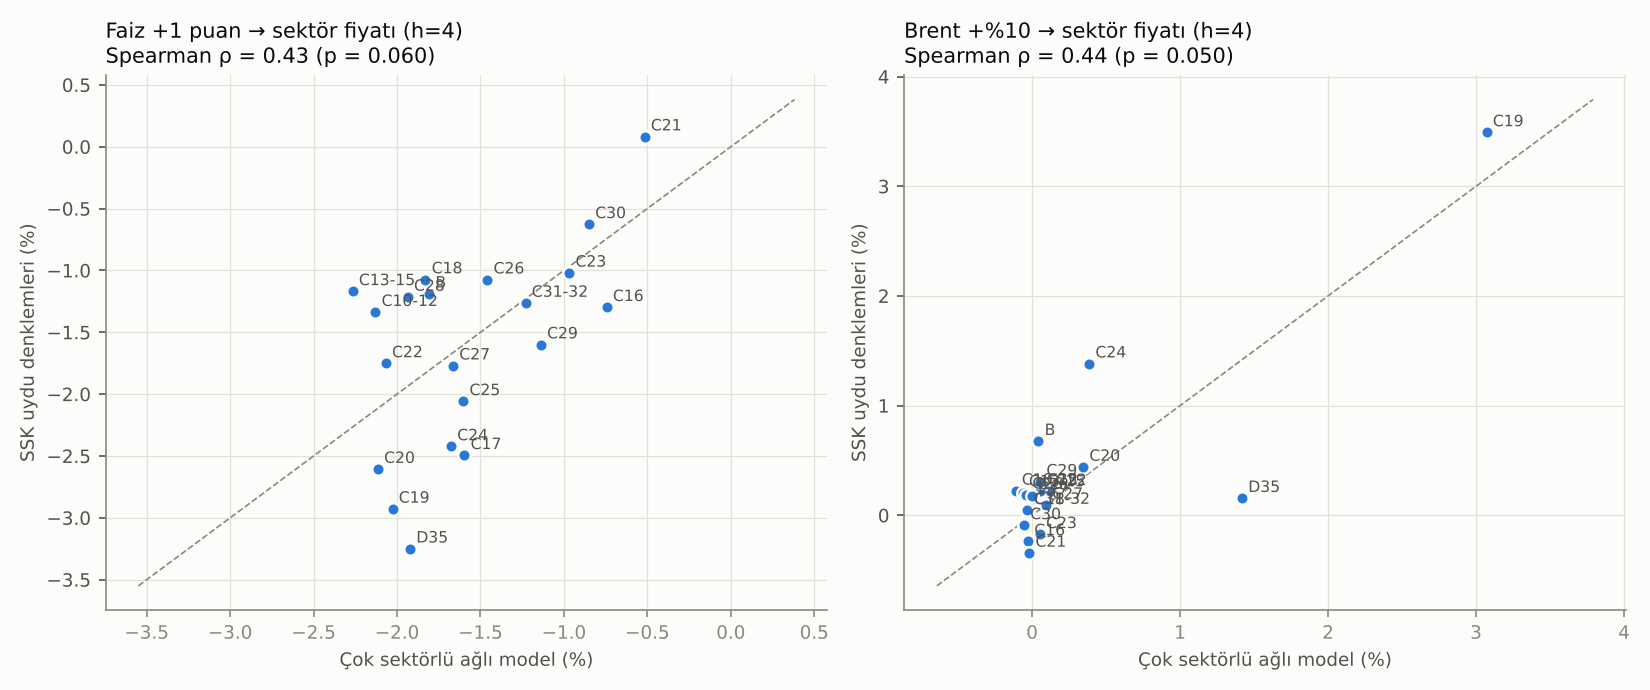 Faiz +1 puan → sektör fiyatı (h=4)
Spearman ρ = 0.43 (p = 0.060)
0.5
0.0
−0.5
−1.0
−1.5
−2.0
−2.5
−3.0
−3.5
SSK uydu denklemleri (%)
C21
C30
C23
C18
B
C26
C13-15
C28
C10-12
C31-32
C16
C29
C22
C27
C25
C24
C17
C20
C19
D35
−3.5 −3.0 −2.5 −2.0 −1.5 −1.0 −0.5 0.0 0.5
Çok sektörlü ağlı model (%)
Brent +%10 → sektör fiyatı (h=4)
Spearman ρ = 0.44 (p = 0.050)
4
3
2
1
0
SSK uydu denklemleri (%)
C19
C24
B
C20
C29
D35
C30
C23
C16
C21
0 1 2 3 4
Çok sektörlü ağlı model (%)